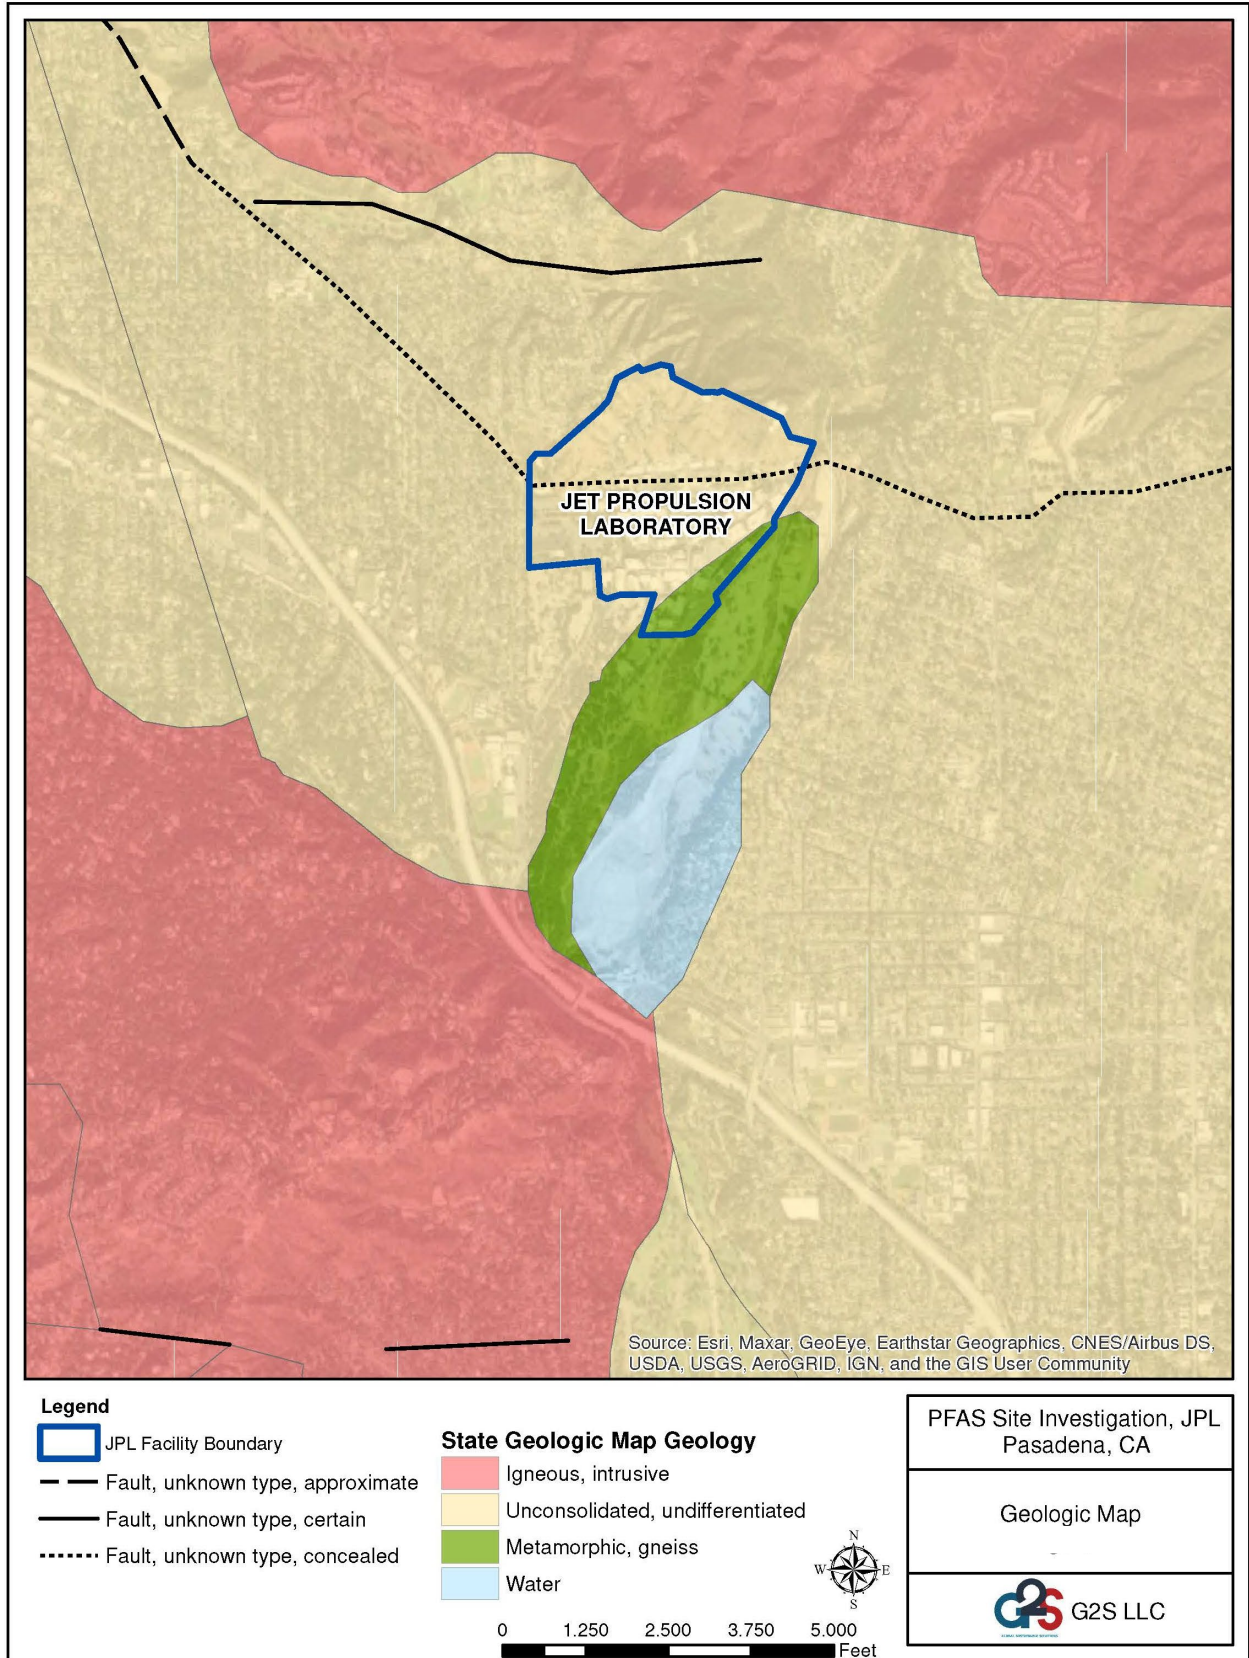 JET PROPULSION
LABORATORY
Source: Esri, Maxar, GeoEye, Earthstar Geographics, CNES/Airbus DS,
USDA, USGS, AeroGRID, IGN, and the GIS User Community
Legend
JPL Facility Boundary
Fault, unknown type, approximate
Fault, unknown type, certain
Fault, unknown type, concealed
State Geologic Map Geology
Igneous, intrusive
Unconsolidated, undifferentiated
Metamorphic, gneiss
Water
N
W E
S
0 1.250 2.500 3.750 5.000
Feet
PFAS Site Investigation, JPL
Pasadena, CA
Geologic Map
G2S G2S LLC